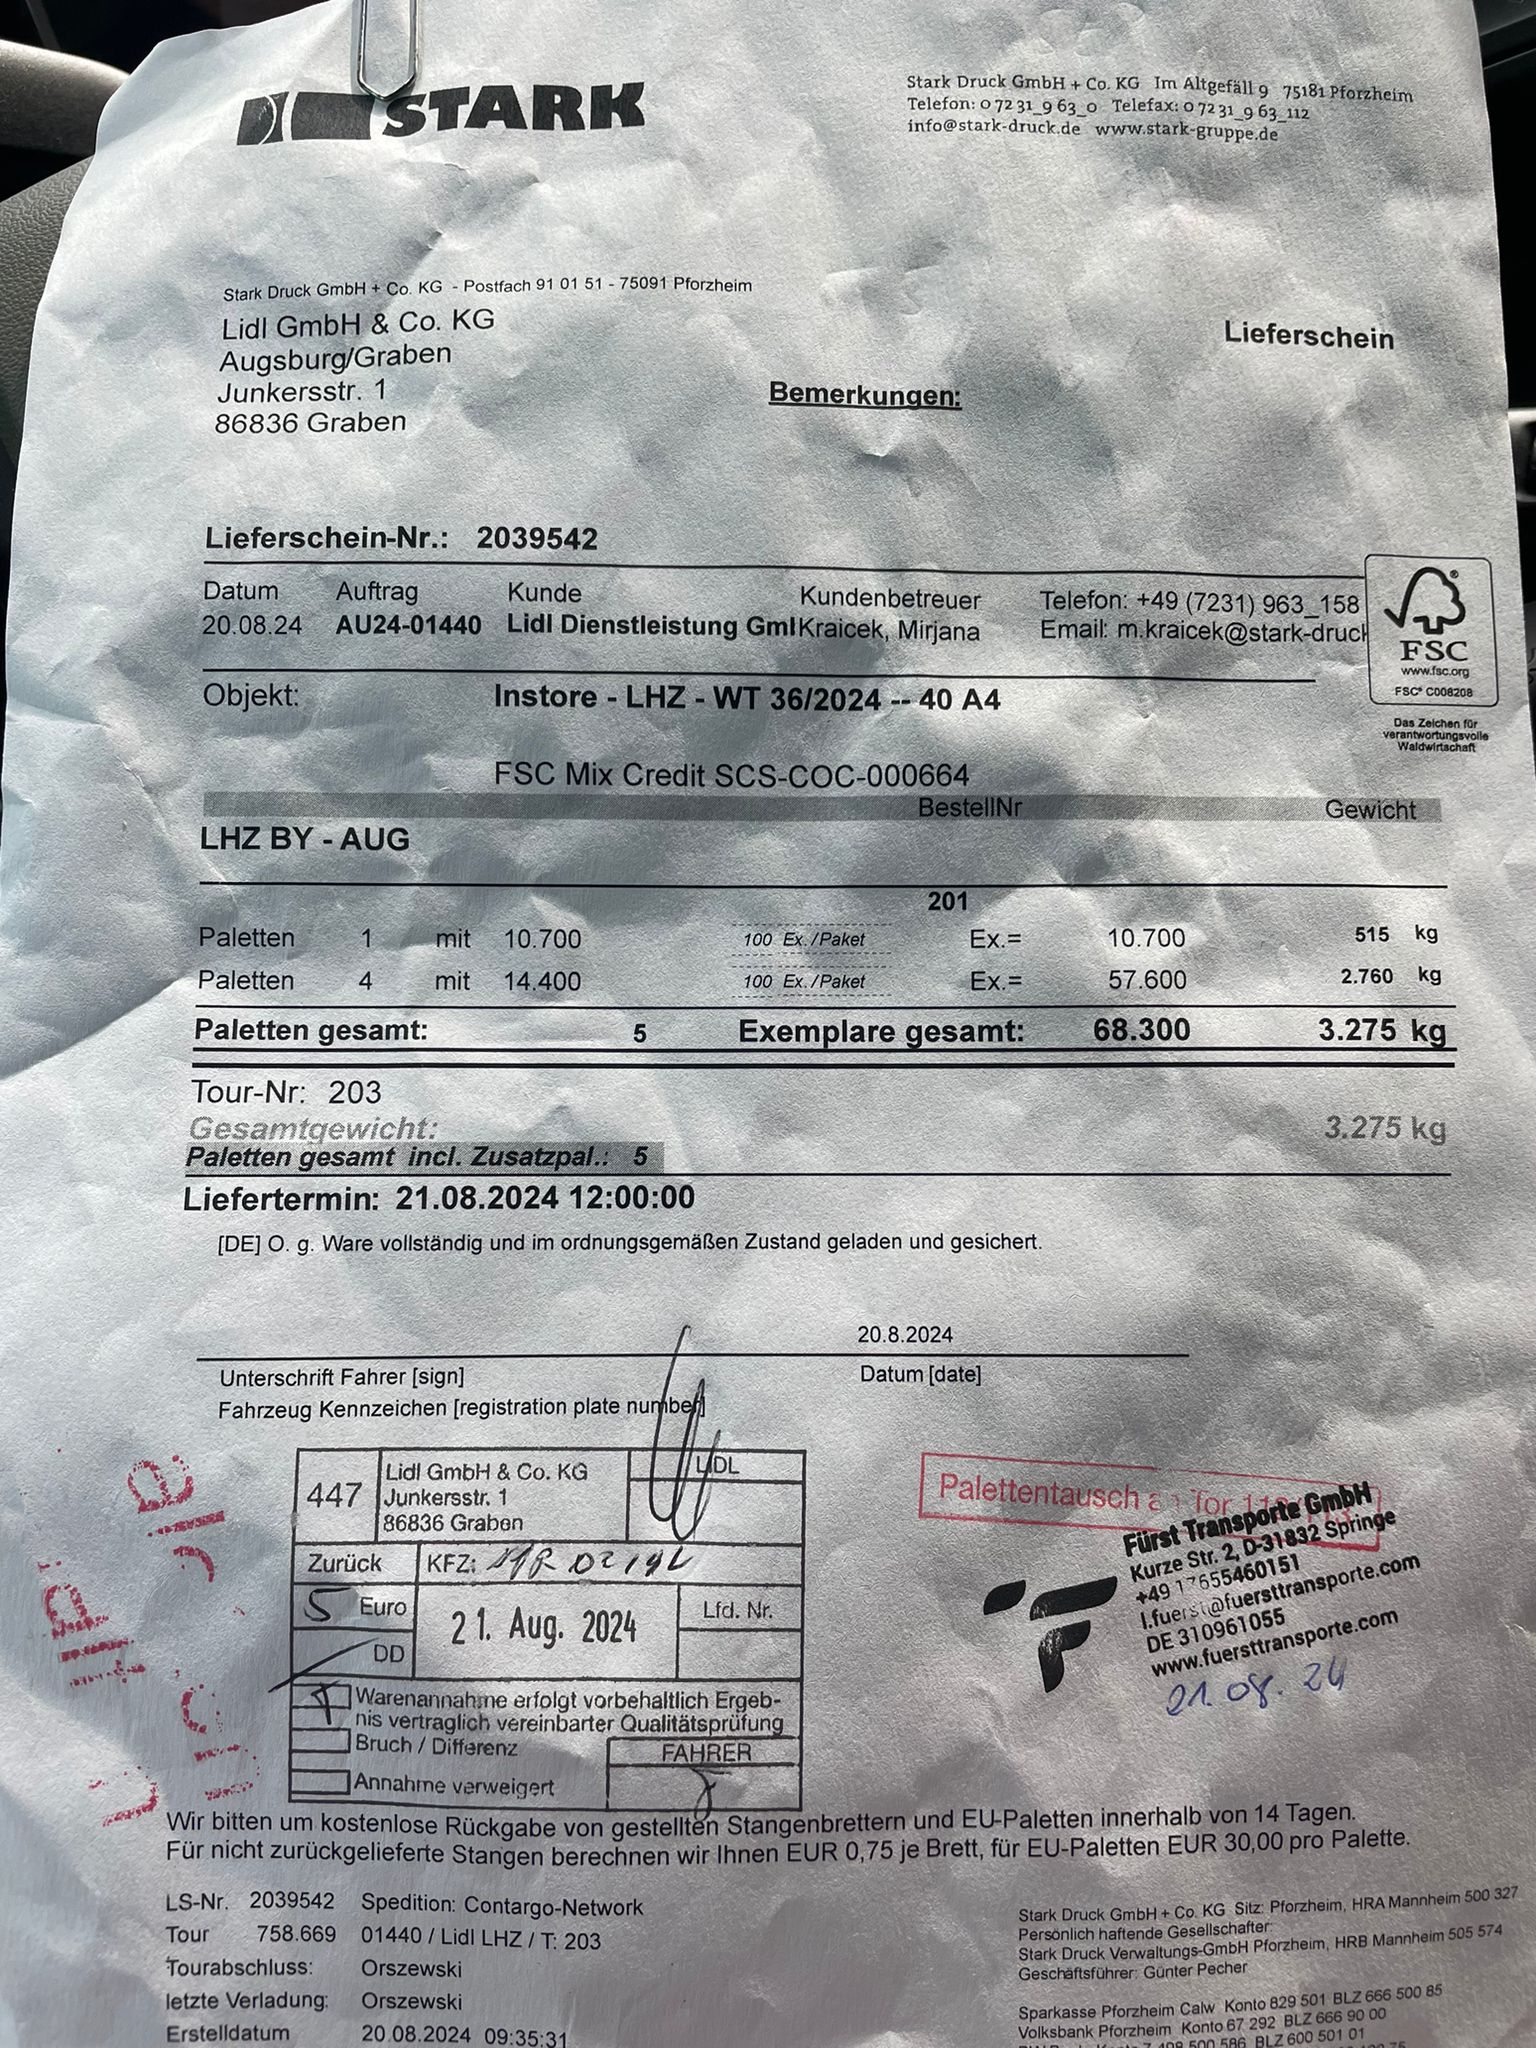 STARK
Stark Druck GmbH + Co. KG Im Altgefäll 9 75181 Pforzheim
Telefon: 0 72 31_9 63_0 Telefax: 0 72 31_9 63_112
info@stark-druck.de www.stark-gruppe.de
Stark Druck GmbH + Co. KG - Postfach 91 01 51 - 75091 Pforzheim
Lidl GmbH & Co. KG
Augsburg/Graben
Junkersstr. 1
86836 Graben
Lieferschein
Bemerkungen:
Lieferschein-Nr.: 2039542
Datum Auftrag Kunde Kundenbetreuer Telefon: +49 (7231) 963_158
20.08.24 AU24-01440 Lidl Dienstleistung Gml Kraicek, Mirjana Email: m.kraicek@stark-druck
FSC
www.fsc.org
FSC® C008208
Das Zeichen für
verantwortungsvolle
Waldwirtschaft
Objekt: Instore - LHZ - WT 36/2024 -- 40 A4
FSC Mix Credit SCS-COC-000664
BestellNr Gewicht
LHZ BY - AUG
201
Paletten 1 mit 10.700 100 Ex./Paket Ex.= 10.700 515 kg
Paletten 4 mit 14.400 100 Ex./Paket Ex.= 57.600 2.760 kg
Paletten gesamt: 5 Exemplare gesamt: 68.300 3.275 kg
Tour-Nr: 203
Gesamtgewicht: 3.275 kg
Paletten gesamt incl. Zusatzpal.: 5
Liefertermin: 21.08.2024 12:00:00
[DE] O. g. Ware vollständig und im ordnungsgemäßen Zustand geladen und gesichert.
20.8.2024
Unterschrift Fahrer [sign] Datum [date]
Fahrzeug Kennzeichen [registration plate number]
447
Lidl GmbH & Co. KG
Junkersstr. 1
86836 Graben
LIDL
Zurück KFZ:
5 Euro
21. Aug. 2024
Lfd. Nr.
DD
Warenannahme erfolgt vorbehaltlich Ergeb-
nis vertraglich vereinbarter Qualitätsprüfung
Bruch / Differenz
FAHRER
Annahme verweigert
Palettentausch
Fürst Transporte GmbH
Kurze Str. 2, D-31832 Springe
+49 17655460151
l.fuerst@fuersttransporte.com
DE 310961055
www.fuersttransporte.com
21.08.24
Wir bitten um kostenlose Rückgabe von gestellten Stangenbrettern und EU-Paletten innerhalb von 14 Tagen.
Für nicht zurückgelieferte Stangen berechnen wir Ihnen EUR 0,75 je Brett, für EU-Paletten EUR 30,00 pro Palette.
LS-Nr. 2039542 Spedition: Contargo-Network
Tour 758.669 01440 / Lidl LHZ / T: 203
Tourabschluss: Orszewski
letzte Verladung: Orszewski
Erstelldatum 20.08.2024 09:35:31
Stark Druck GmbH + Co. KG Sitz: Pforzheim, HRA Mannheim 500 327
Persönlich haftende Gesellschafter:
Stark Druck Verwaltungs-GmbH Pforzheim, HRB Mannheim 505 574
Geschäftsführer: Günter Pecher
Sparkasse Pforzheim Calw Konto 829 501 BLZ 666 500 85
Volksbank Pforzheim Konto 67 292 BLZ 666 90 00
BLZ 600 501 01